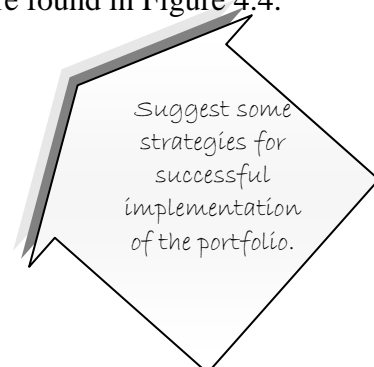 re found in Figure 4.4.
Suggest some
strategies for
successful
implementation
of the portfolio.